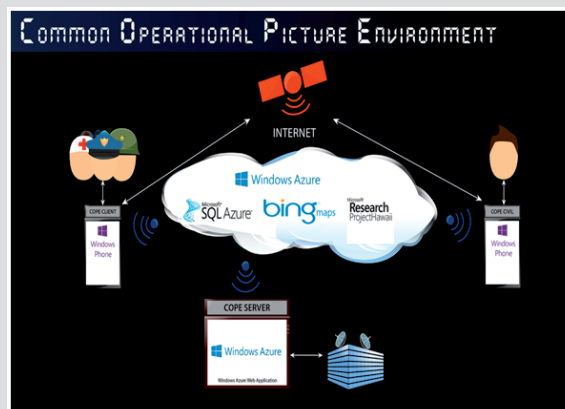 COMMON OPERATIONAL PICTURE ENVIRONMENT
INTERNET
Windows Azure
Microsoft
SQL Azure
bing maps
Microsoft
Research
ProjectHawaii
COPE CLIENT
Windows
Phone
COPE CIVIL
Windows
Phone
COPE SERVER
Windows Azure
Windows Azure Web Application